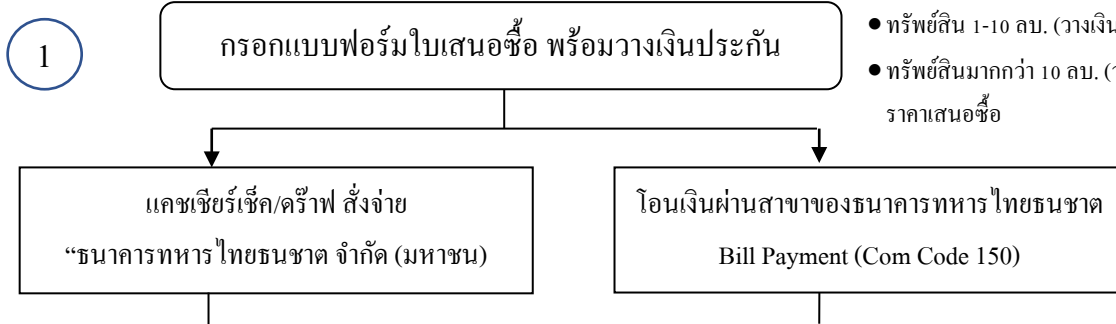 1
กรอกแบบฟอร์มใบเสนอซื้อ พร้อมวางเงินประกัน
● ทรัพย์สิน 1-10 ลบ. (วางเงิน
● ทรัพย์สินมากกว่า 10 ลบ. (
ราคาเสนอซื้อ
แคชเชียร์เช็ค/ดร๊าฟ สั่งจ่าย
“ธนาคารทหารไทยธนชาต จำกัด (มหาชน)
โอนเงินผ่านสาขาของธนาคารทหารไทยธนชาต
Bill Payment (Com Code 150)